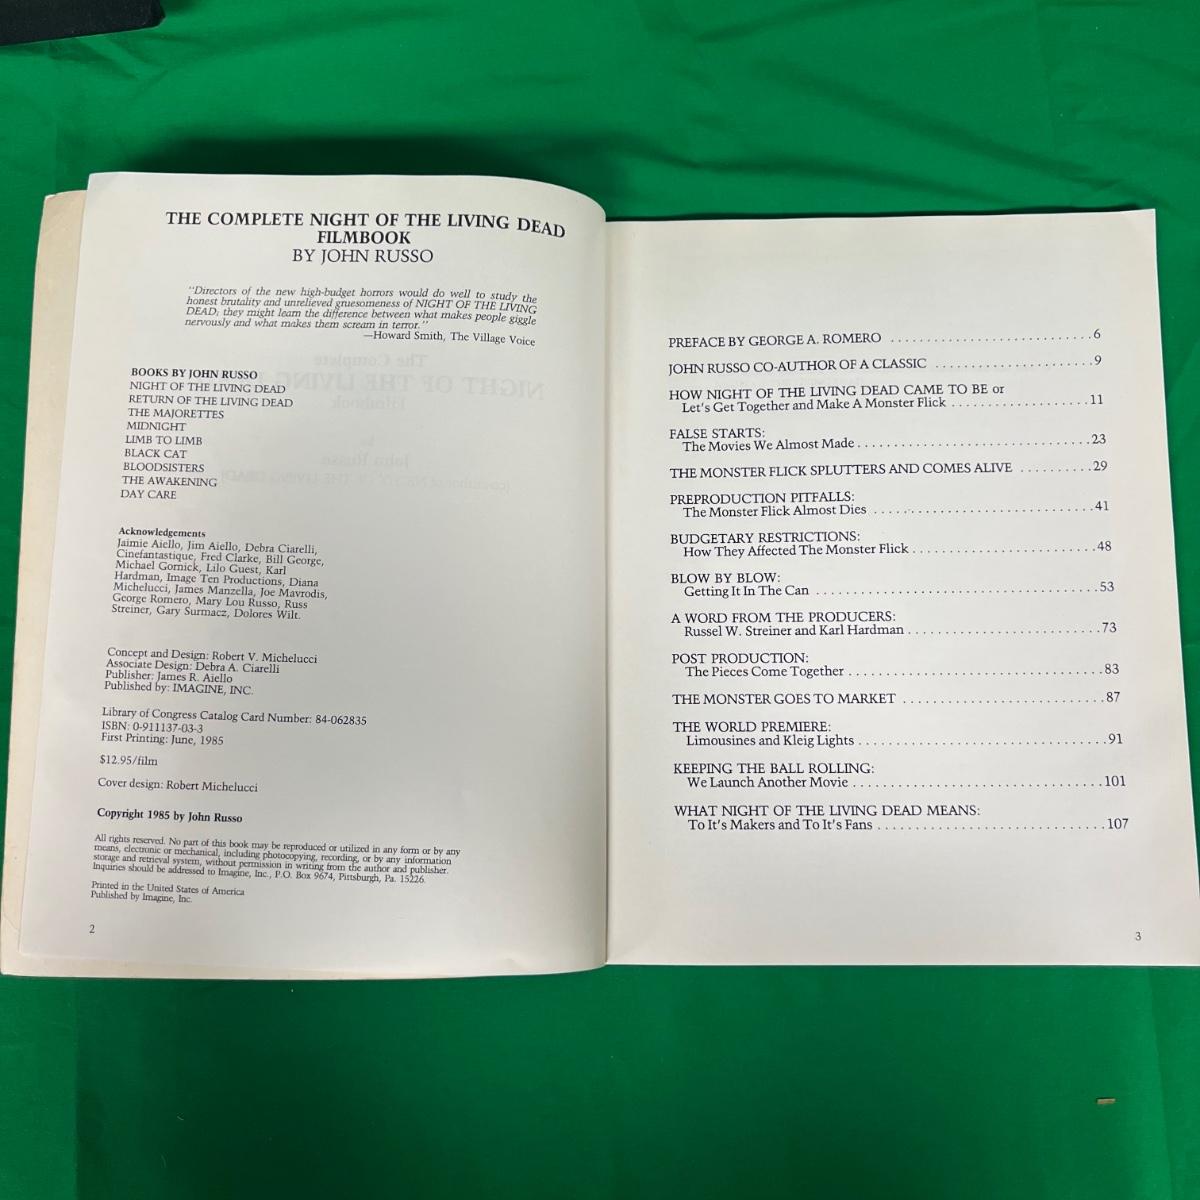 THE COMPLETE NIGHT OF THE LIVING DEAD
FILMBOOK
BY JOHN RUSSO
"Directors of the new high-budget horrors would do well to study the
honest brutality and unrelieved gruesomeness of NIGHT OF THE LIVING
DEAD; they might learn the difference between what makes people giggle
nervously and what makes them scream in terror."
—Howard Smith, The Village Voice
BOOKS BY JOHN RUSSO
NIGHT OF THE LIVING DEAD
RETURN OF THE LIVING DEAD
THE MAJORETTES
MIDNIGHT
LIMB TO LIMB
BLACK CAT
BLOODSISTERS
THE AWAKENING
DAY CARE
Acknowledgements
Jaimie Aiello, Jim Aiello, Debra Ciarelli,
Cinefantastique, Fred Clarke, Bill George,
Michael Gornick, Lilo Guest, Karl
Hardman, Image Ten Productions, Diana
Michelucci, James Manzella, Joe Mavrodis,
George Romero, Mary Lou Russo, Russ
Streiner, Gary Surmacz, Dolores Wilt.
Concept and Design: Robert V. Michelucci
Associate Design: Debra A. Ciarelli
Publisher: James R. Aiello
Published by: IMAGINE, INC.
Library of Congress Catalog Card Number: 84-062835
ISBN: 0-911137-03-3
First Printing: June, 1985
$12.95/film
Cover design: Robert Michelucci
Copyright 1985 by John Russo
All rights reserved. No part of this book may be reproduced or utilized in any form or by any
means, electronic or mechanical, including photocopying, recording, or by any information
storage and retrieval system, without permission in writing from the author and publisher.
Inquiries should be addressed to Imagine, Inc., P.O. Box 9674, Pittsburgh, Pa. 15226.
Printed in the United States of America
Published by Imagine, Inc.
2
PREFACE BY GEORGE A. ROMERO ..............................6
JOHN RUSSO CO-AUTHOR OF A CLASSIC .......................9
HOW NIGHT OF THE LIVING DEAD CAME TO BE or
Let's Get Together and Make A Monster Flick ....................11
FALSE STARTS:
The Movies We Almost Made ..................................23
THE MONSTER FLICK SPLUTTERS AND COMES ALIVE ..........29
PREPRODUCTION PITFALLS:
The Monster Flick Almost Dies ................................41
BUDGETARY RESTRICTIONS:
How They Affected The Monster Flick ..........................48
BLOW BY BLOW:
Getting It In The Can ........................................53
A WORD FROM THE PRODUCERS:
Russel W. Streiner and Karl Hardman ...........................73
POST PRODUCTION:
The Pieces Come Together ....................................83
THE MONSTER GOES TO MARKET ............................87
THE WORLD PREMIERE:
Limousines and Kleig Lights ..................................91
KEEPING THE BALL ROLLING:
We Launch Another Movie ...................................101
WHAT NIGHT OF THE LIVING DEAD MEANS:
To It's Makers and To It's Fans ................................107
3